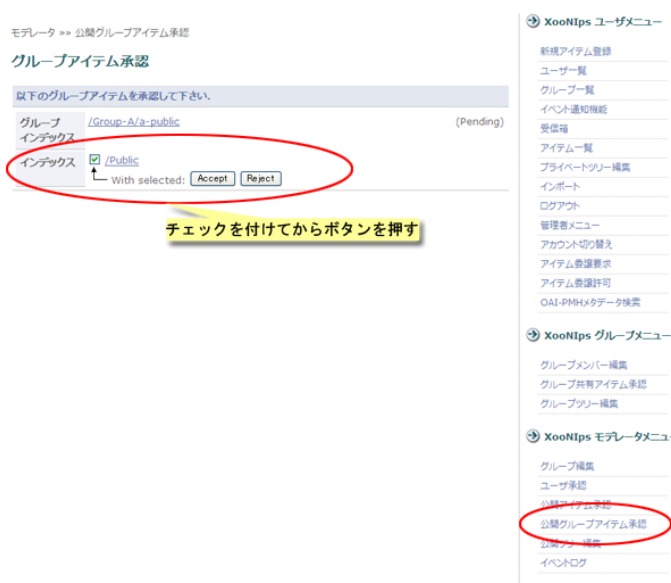 モデレータ »» 公開グループアイテム承認
グループアイテム承認
以下のグループアイテムを承認して下さい.
グループ
インデックス
/Group-A/a-public
(Pending)
インデックス
/Public
With selected: Accept Reject
チェックを付けてからボタンを押す
XooNIps ユーザメニュー
新規アイテム登録
ユーザ一覧
グループ一覧
イベント通知機能
受信箱
アイテム一覧
プライベートツリー編集
インポート
ログアウト
管理者メニュー
アカウント切り替え
アイテム委譲要求
アイテム委譲許可
OAI-PMHメタデータ検索
XooNIps グループメニュー
グループメンバー編集
グループ共有アイテム承認
グループツリー編集
XooNIps モデレータメニュ
グループ編集
ユーザ承認
公開アイテム承認
公開グループアイテム承認
公開ツリー編集
イベントログ